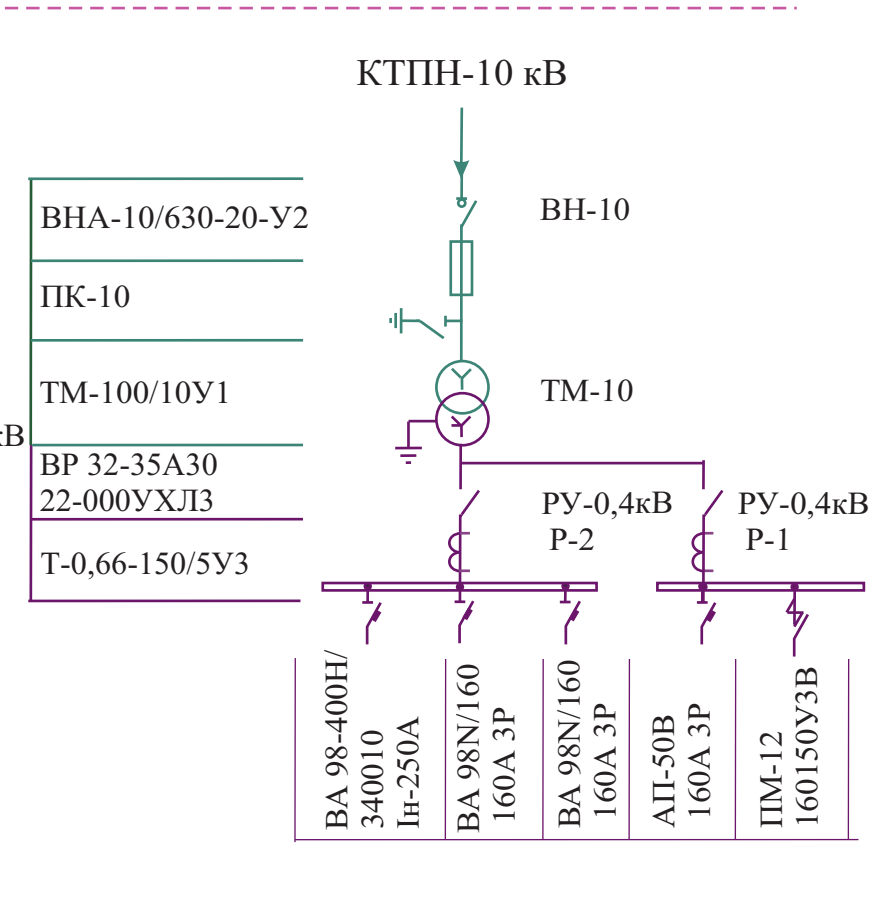 КТПН-10 кВ
ВНА-10/630-20-У2
ВН-10
ПК-10
ТМ-100/10У1
ТМ-10
кВ
ВР 32-35А30
22-000УХЛ3
РУ-0,4кВ
Р-2
РУ-0,4кВ
Р-1
Т-0,66-150/5У3
ВА 98-400Н/
340010
Ін-250А
ВА 98N/160
160А 3Р
ВА 98N/160
160А 3Р
АП-50В
160А 3Р
ПМ-12
160150У3В